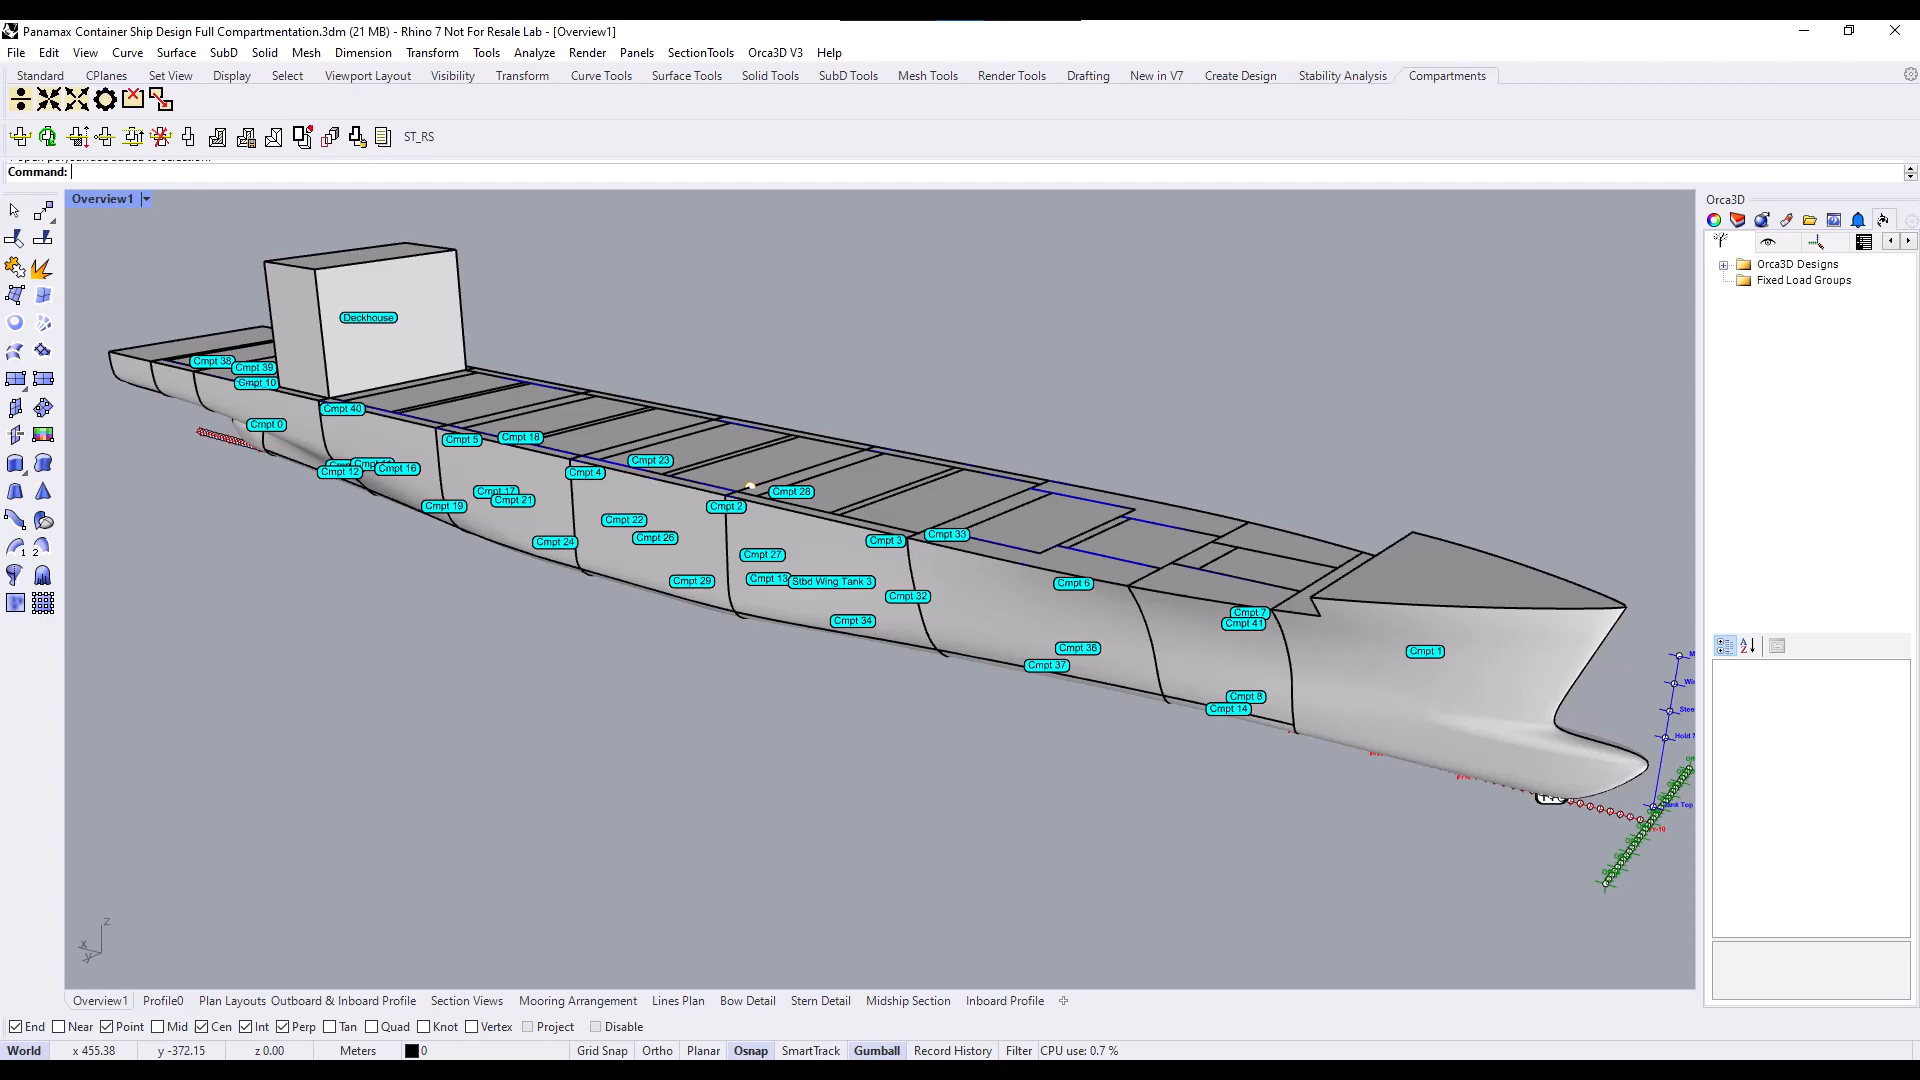 Panamax Container Ship Design Full Compartmentation.3dm (21 MB) - Rhino 7 Not For Resale Lab - [Overview1]
File Edit View Curve Surface SubD Solid Mesh Dimension Transform Tools Analyze Render Panels SectionTools Orca3D V3 Help
Standard CPlanes Set View Display Select Viewport Layout Visibility Transform Curve Tools Surface Tools Solid Tools SubD Tools Mesh Tools Render Tools Drafting New in V7 Create Design Stability Analysis Compartments
ST_RS
Command:
Overview1
Orca3D
Orca3D Designs
Fixed Load Groups
Deckhouse
Cmpt 38
Cmpt 39
Cmpt 10
Cmpt 40
Cmpt 0
Cmpt 5
Cmpt 18
Cmpt 12
Cmpt 16
Cmpt 4
Cmpt 23
Cmpt 17
Cmpt 21
Cmpt 19
Cmpt 28
Cmpt 2
Cmpt 22
Cmpt 26
Cmpt 24
Cmpt 3
Cmpt 33
Cmpt 27
Cmpt 13
Stbd Wing Tank 3
Cmpt 29
Cmpt 6
Cmpt 32
Cmpt 34
Cmpt 7
Cmpt 41
Cmpt 36
Cmpt 37
Cmpt 1
Cmpt 8
Cmpt 14
Hold 7
Tank Top
z
x
y
Overview1 Profile0 Plan Layouts Outboard & Inboard Profile Section Views Mooring Arrangement Lines Plan Bow Detail Stern Detail Midship Section Inboard Profile
End Near Point Mid Cen Int Perp Tan Quad Knot Vertex Project Disable
World x 455.38 y -372.15 z 0.00 Meters 0 Grid Snap Ortho Planar Osnap SmartTrack Gumball Record History Filter CPU use: 0.7 %